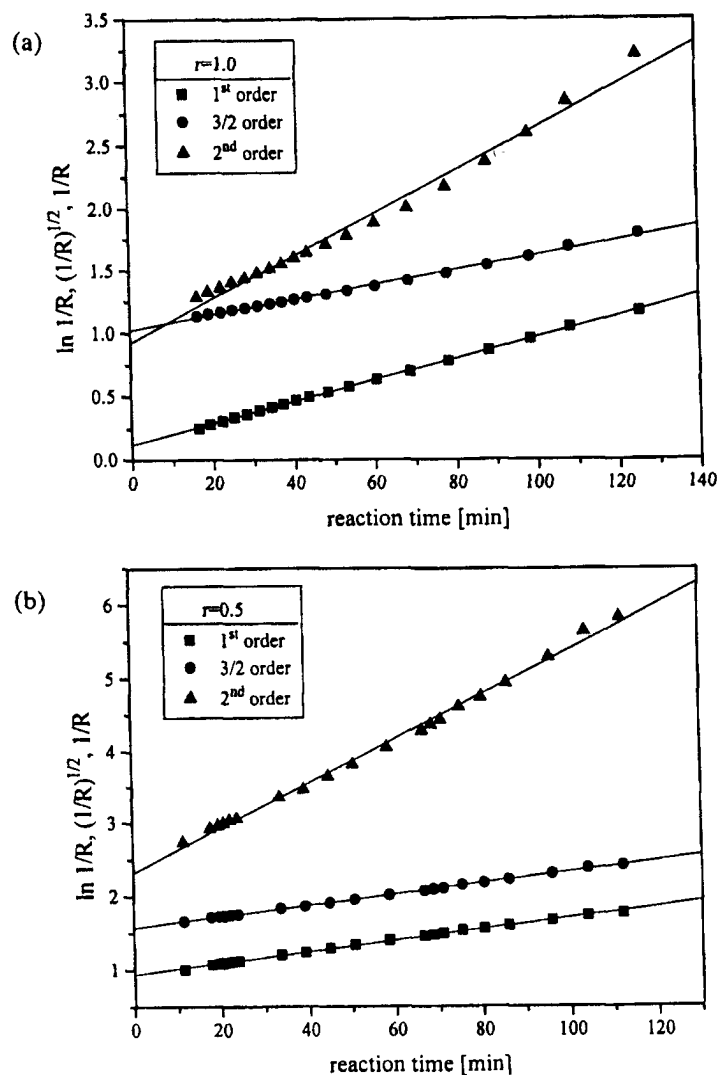 (a)
3.5
3.0
2.5
2.0
1.5
1.0
0.5
0.0
ln 1/R, (1/R)^{1/2}, 1/R
r=1.0
1st order
3/2 order
2nd order
0 20 40 60 80 100 120 140
reaction time [min]
(b)
6
5
4
3
2
1
ln 1/R, (1/R)^{1/2}, 1/R
r=0.5
1st order
3/2 order
2nd order
0 20 40 60 80 100 120
reaction time [min]